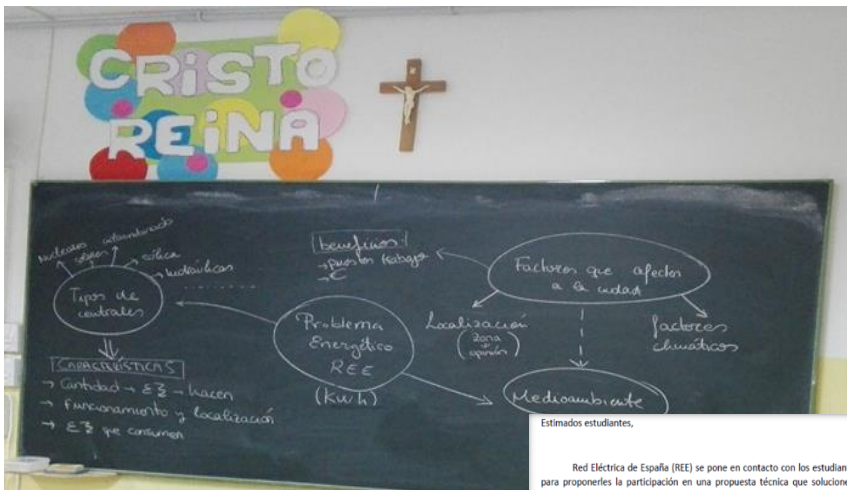 CRISTO
REINA
Nucleares
solares
eólica
hidráulicas
Tipos de
centrales
CARACTERÍSTICAS
→ Cantidad → EZ → hacen
→ funcionamiento y localización
→ EZ que consumen
Problema
Energético
REE
(Kwh)
beneficios:
→ puestos trabajo
→ €
Factores que afectan
a la ciudad
Localización
(zona
opinión)
factores
climáticos
Medioambiente
Estimados estudiantes,
Red Eléctrica de España (REE) se pone en contacto con los estudian
para proponerles la participación en una propuesta técnica que solucione